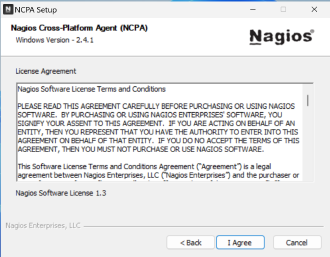 NCPA Setup
Nagios Cross-Platform Agent (NCPA)
Windows Version - 2.4.1
Nagios
License Agreement
Nagios Software License Terms and Conditions
PLEASE READ THIS AGREEMENT CAREFULLY BEFORE PURCHASING OR USING NAGIOS
SOFTWARE. BY PURCHASING OR USING NAGIOS ENTERPRISES' SOFTWARE, YOU
SIGNIFY YOUR ASSENT TO THIS AGREEMENT. IF YOU ARE ACTING ON BEHALF OF AN
ENTITY, THEN YOU REPRESENT THAT YOU HAVE THE AUTHORITY TO ENTER INTO THIS
AGREEMENT ON BEHALF OF THAT ENTITY. IF YOU DO NOT ACCEPT THE TERMS OF THIS
AGREEMENT, THEN YOU MUST NOT PURCHASE OR USE NAGIOS SOFTWARE.
This Software License Terms and Conditions Agreement ("Agreement") is a legal
agreement between Nagios Enterprises, LLC ("Nagios Enterprises") and the purchaser or
Nagios Software License 1.3
Nagios Enterprises, LLC
< Back
I Agree
Cancel